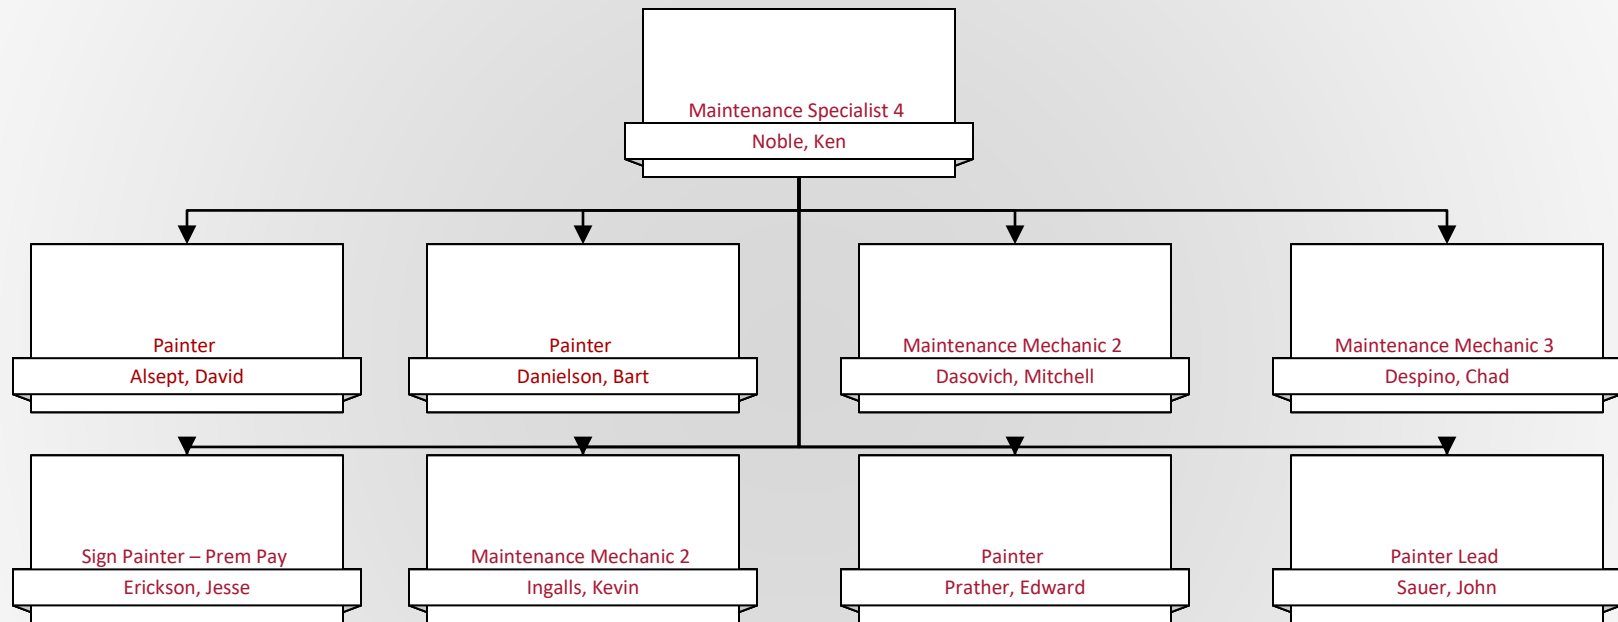 Maintenance Specialist 4
Noble, Ken
Painter
Alsept, David
Painter
Danielson, Bart
Maintenance Mechanic 2
Dasovich, Mitchell
Maintenance Mechanic 3
Despino, Chad
Sign Painter – Prem Pay
Erickson, Jesse
Maintenance Mechanic 2
Ingalls, Kevin
Painter
Prather, Edward
Painter Lead
Sauer, John